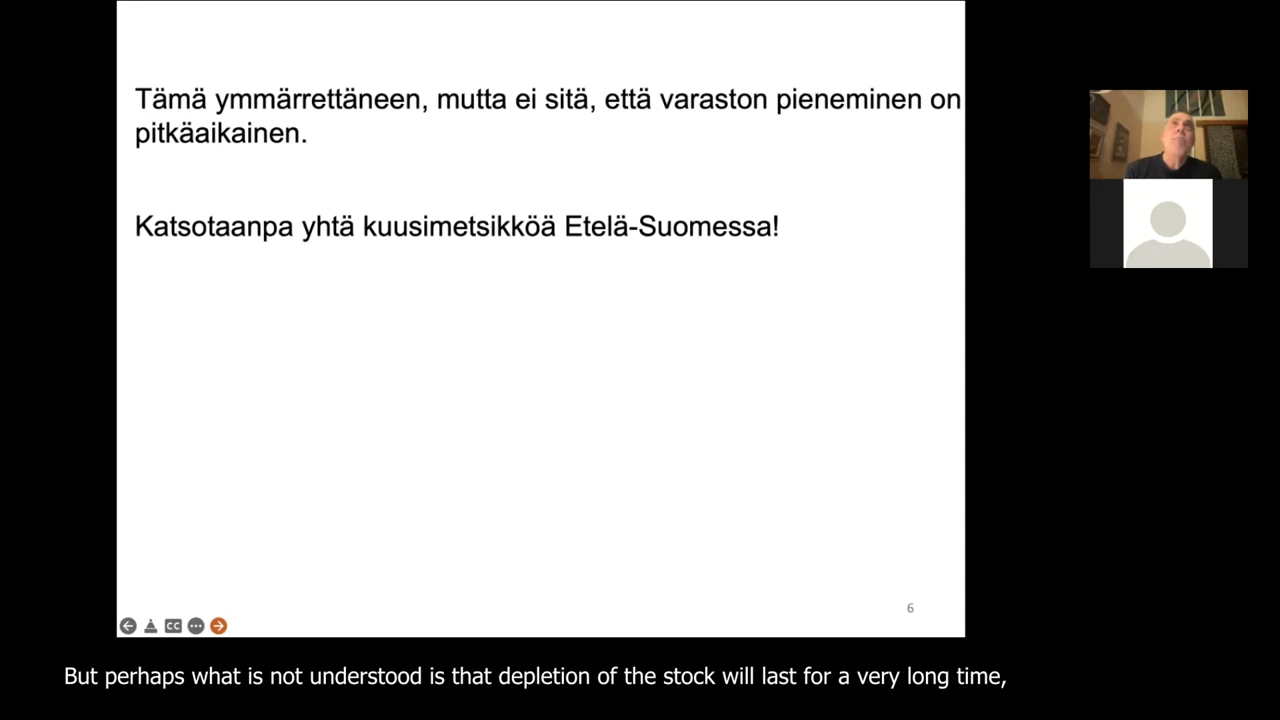 Tämä ymmärrettäneen, mutta ei sitä, että varaston pieneminen on
pitkäaikainen.
Katsotaanpa yhtä kuusimetsikköä Etelä-Suomessa!
6
CC
But perhaps what is not understood is that depletion of the stock will last for a very long time,